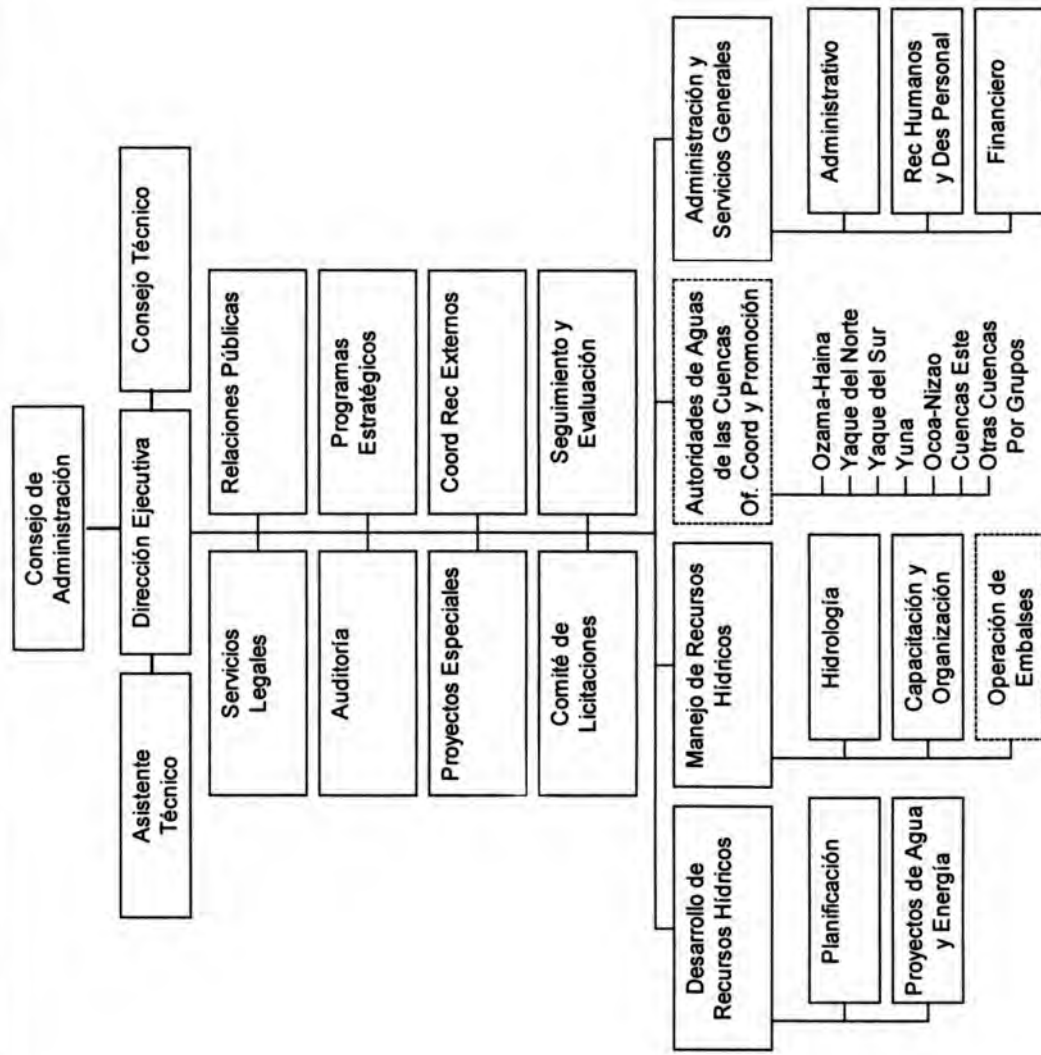 Consejo de
Administración
Asistente
Técnico
Dirección Ejecutiva
Consejo Técnico
Servicios
Legales
Relaciones Públicas
Auditoría
Programas
Estratégicos
Proyectos Especiales
Coord Rec Externos
Comité de
Licitaciones
Seguimiento y
Evaluación
Desarrollo de
Recursos Hídricos
Planificación
Proyectos de Agua
y Energía
Manejo de Recursos
Hídricos
Hidrología
Capacitación y
Organización
Operación de
Embalses
Autoridades de Aguas
de las Cuencas
Of. Coord y Promoción
Ozama-Haina
Yaque del Norte
Yaque del Sur
Yuna
Ocoa-Nizao
Cuencas Este
Otras Cuencas
Por Grupos.
Administración y
Servicios Generales
Administrativo
Rec Humanos
y Des Personal
Financiero